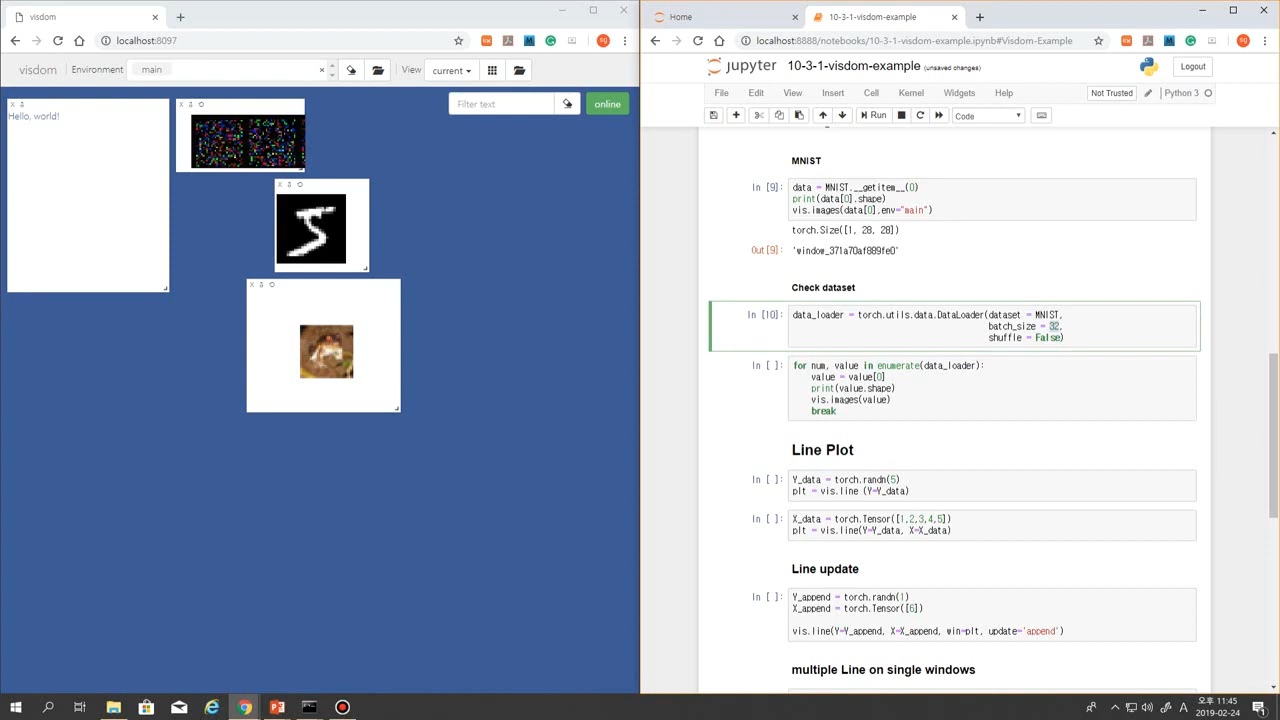 visdom
localhost:8097
visdom Environment main View current
Filter text online
Hello, world!
Home 10-3-1-visdom-example
localhost:8888/notebooks/10-3-1-visdom-example.ipynb#Visdom-Example
jupyter 10-3-1-visdom-example (unsaved changes) Logout
File Edit View Insert Cell Kernel Widgets Help Not Trusted Python 3
Run Code
MNIST
In [9]: data = MNIST.__getitem__(0)
print(data[0].shape)
vis.images(data[0],env="main")
torch.Size([1, 28, 28])
Out[9]: 'window_371a70af889fe0'
Check dataset
In [10]: data_loader = torch.utils.data.DataLoader(dataset = MNIST,
batch_size = 32,
shuffle = False)
In [ ]: for num, value in enumerate(data_loader):
value = value[0]
print(value.shape)
vis.images(value)
break
Line Plot
In [ ]: Y_data = torch.randn(5)
plt = vis.line (Y=Y_data)
In [ ]: X_data = torch.Tensor([1,2,3,4,5])
plt = vis.line(Y=Y_data, X=X_data)
Line update
In [ ]: Y_append = torch.randn(1)
X_append = torch.Tensor([6])
vis.line(Y=Y_append, X=X_append, win=plt, update='append')
multiple Line on single windows
A 오후 11:45
2019-02-24